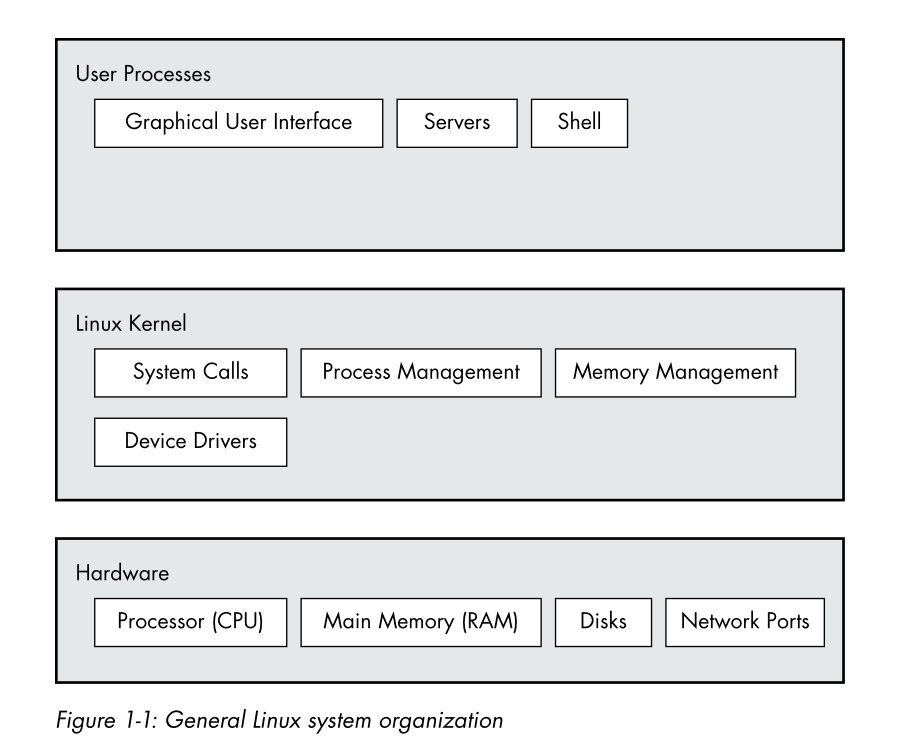 User Processes
Graphical User Interface Servers Shell
Linux Kernel
System Calls Process Management Memory Management
Device Drivers
Hardware
Processor (CPU) Main Memory (RAM) Disks Network Ports
Figure 1-1: General Linux system organization